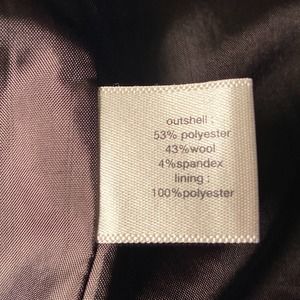 outshell :
53% polyester
43%wool
4%spandex
lining :
100%polyester